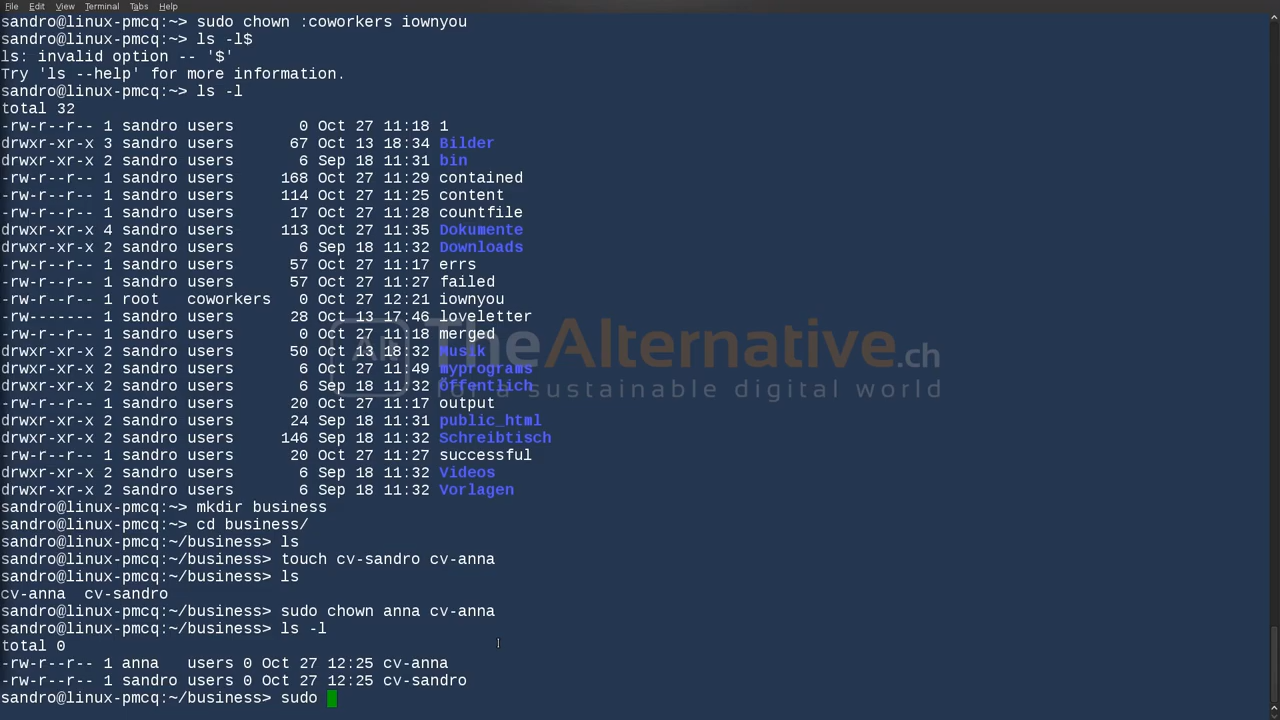 File Edit View Terminal Tabs Help
sandro@linux-pmcq:~> sudo chown :coworkers iownyou
sandro@linux-pmcq:~> ls -l$
ls: invalid option -- '$'
Try 'ls --help' for more information.
sandro@linux-pmcq:~> ls -l
total 32
-rw-r--r-- 1 sandro users 0 Oct 27 11:18 1
drwxr-xr-x 3 sandro users 67 Oct 13 18:34 Bilder
drwxr-xr-x 2 sandro users 6 Sep 18 11:31 bin
-rw-r--r-- 1 sandro users 168 Oct 27 11:29 contained
-rw-r--r-- 1 sandro users 114 Oct 27 11:25 content
-rw-r--r-- 1 sandro users 17 Oct 27 11:28 countfile
drwxr-xr-x 4 sandro users 113 Oct 27 11:35 Dokumente
drwxr-xr-x 2 sandro users 6 Sep 18 11:32 Downloads
-rw-r--r-- 1 sandro users 57 Oct 27 11:17 errs
-rw-r--r-- 1 sandro users 57 Oct 27 11:27 failed
-rw-r--r-- 1 root coworkers 0 Oct 27 12:21 iownyou
-rw------- 1 sandro users 28 Oct 13 17:46 loveletter
-rw-r--r-- 1 sandro users 0 Oct 27 11:18 merged
drwxr-xr-x 2 sandro users 50 Oct 13 18:32 Musik
TheAlternative.ch
drwxr-xr-x 2 sandro users 6 Oct 27 11:49 myprograms
drwxr-xr-x 2 sandro users 6 Sep 18 11:32 Öffentlich
for a sustainable digital world
-rw-r--r-- 1 sandro users 20 Oct 27 11:17 output
drwxr-xr-x 2 sandro users 24 Sep 18 11:31 public_html
drwxr-xr-x 2 sandro users 146 Sep 18 11:32 Schreibtisch
-rw-r--r-- 1 sandro users 20 Oct 27 11:27 successful
drwxr-xr-x 2 sandro users 6 Sep 18 11:32 Videos
drwxr-xr-x 2 sandro users 6 Sep 18 11:32 Vorlagen
sandro@linux-pmcq:~> mkdir business
sandro@linux-pmcq:~> cd business/
sandro@linux-pmcq:~/business> ls
sandro@linux-pmcq:~/business> touch cv-sandro cv-anna
sandro@linux-pmcq:~/business> ls
cv-anna cv-sandro
sandro@linux-pmcq:~/business> sudo chown anna cv-anna
sandro@linux-pmcq:~/business> ls -l
total 0
-rw-r--r-- 1 anna users 0 Oct 27 12:25 cv-anna
-rw-r--r-- 1 sandro users 0 Oct 27 12:25 cv-sandro
sandro@linux-pmcq:~/business> sudo